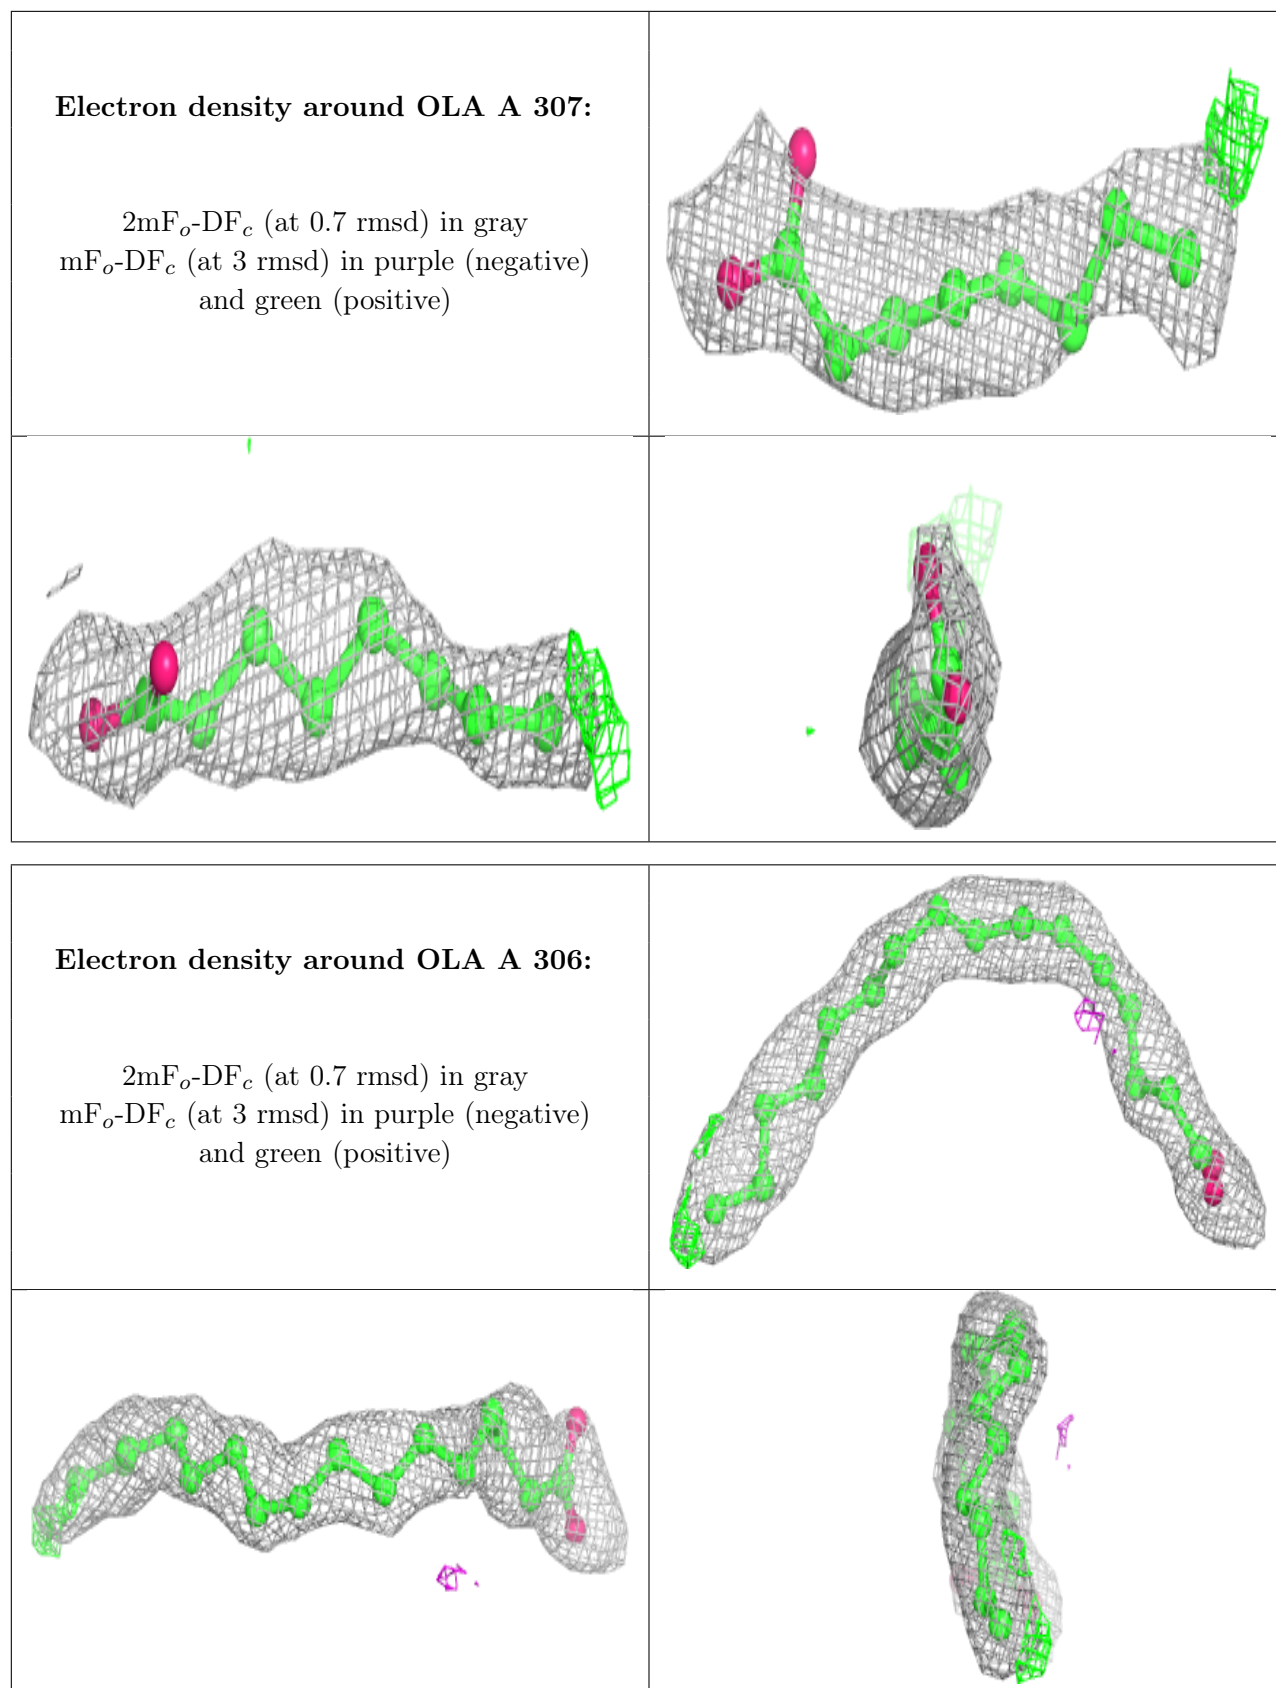 Electron density around OLA A 307:
2mFo-DFc (at 0.7 rmsd) in gray
mFo-DFc (at 3 rmsd) in purple (negative)
and green (positive)
Electron density around OLA A 306:
2mFo-DFc (at 0.7 rmsd) in gray
mFo-DFc (at 3 rmsd) in purple (negative)
and green (positive)